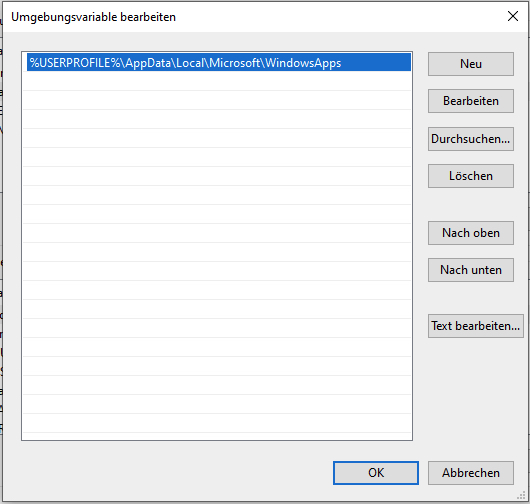 Umgebungsvariable bearbeiten
%USERPROFILE%\AppData\Local\Microsoft\WindowsApps
Neu
Bearbeiten
Durchsuchen...
Löschen
Nach oben
Nach unten
Text bearbeiten...
OK
Abbrechen